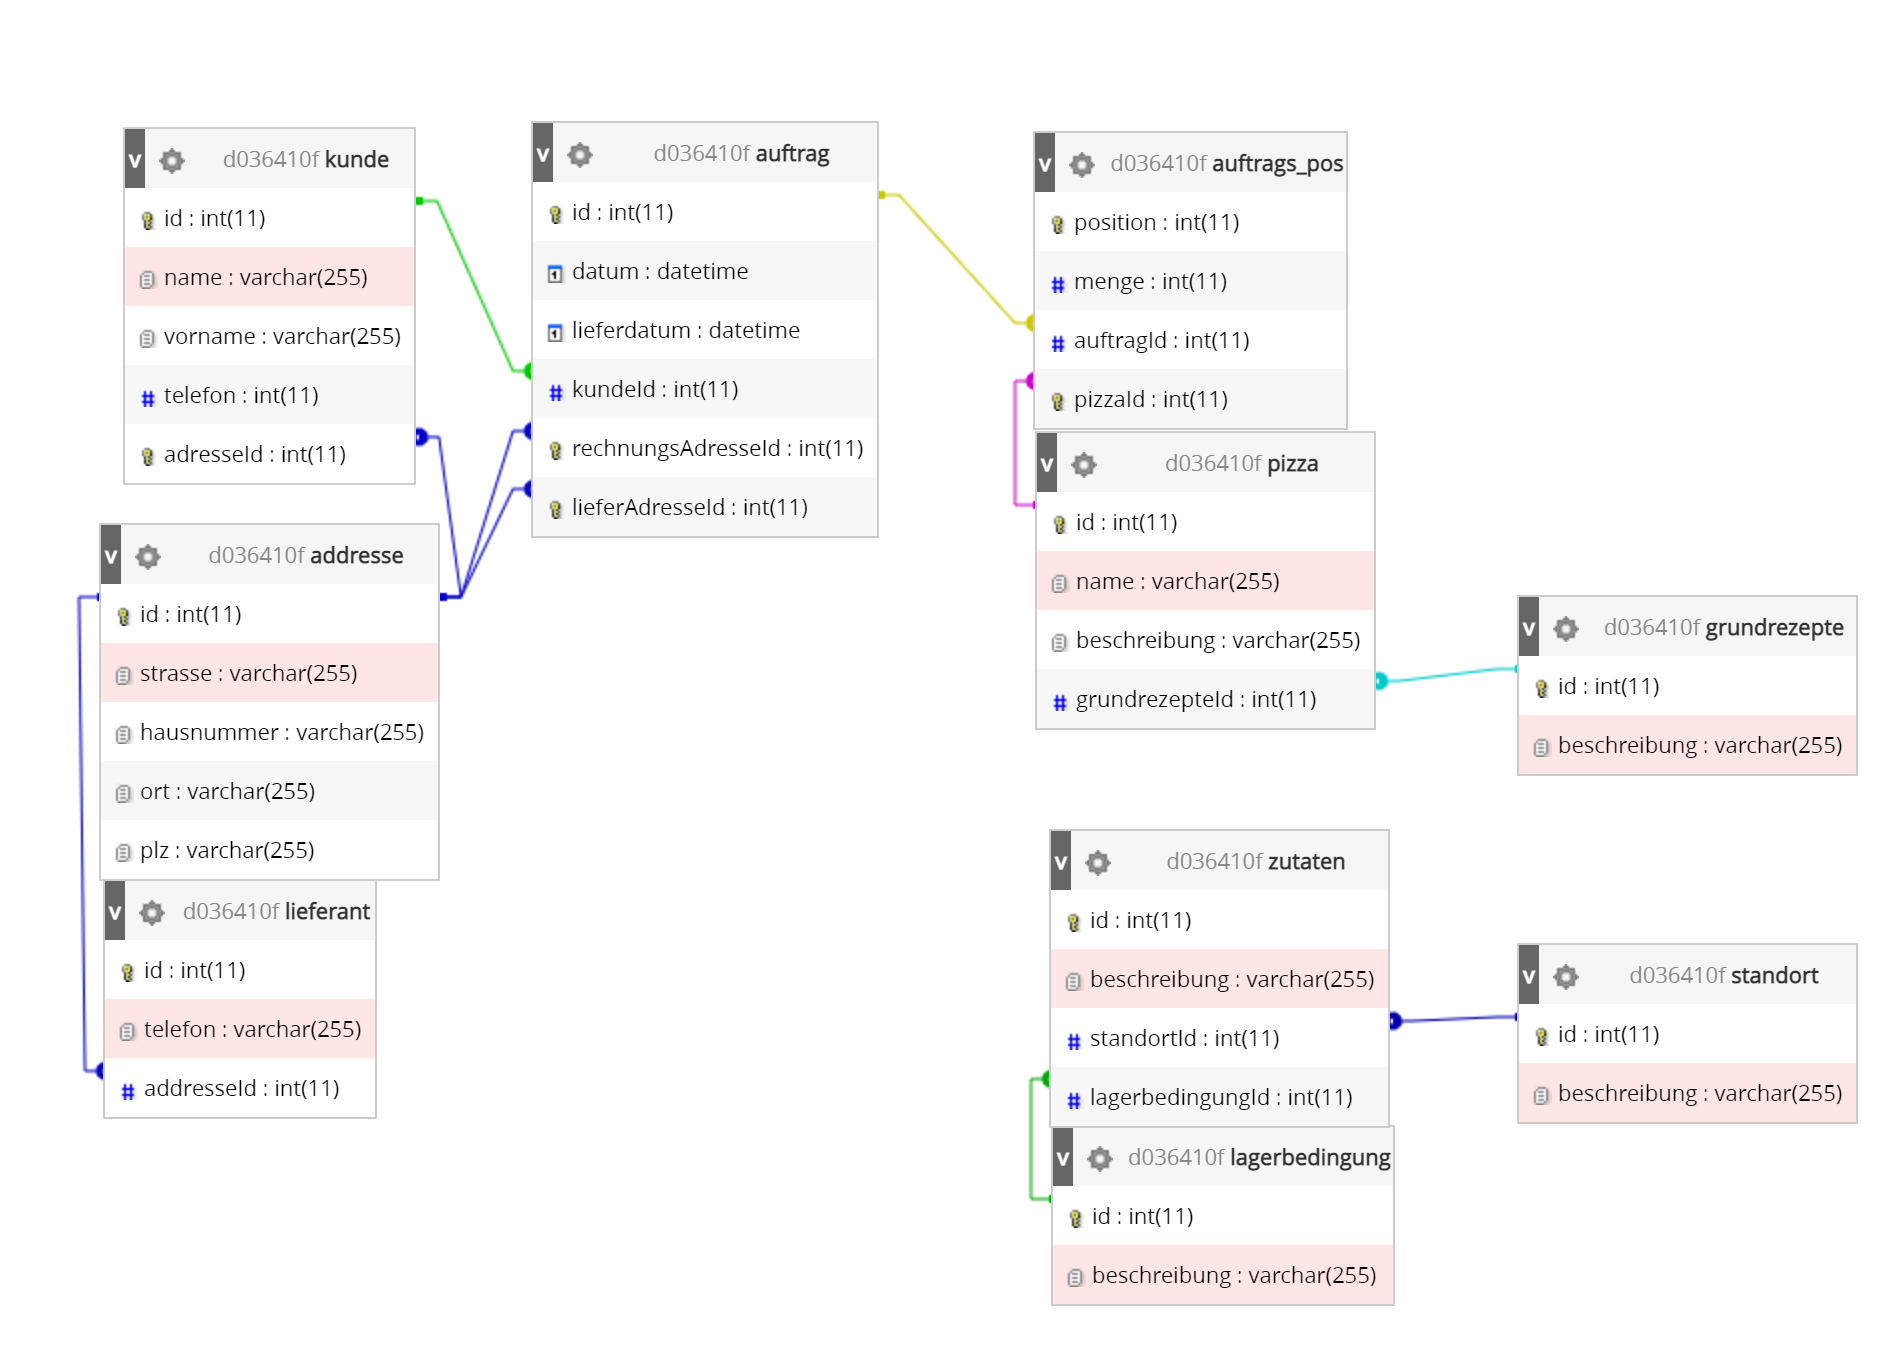 v d036410f kunde
id : int(11)
name : varchar(255)
vorname : varchar(255)
telefon : int(11)
adresseId : int(11)
v d036410f addresse
id : int(11)
strasse : varchar(255)
hausnummer : varchar(255)
ort : varchar(255)
plz : varchar(255)
v d036410f lieferant
id : int(11)
telefon : varchar(255)
addresseId : int(11)
v d036410f auftrag
id : int(11)
datum : datetime
lieferdatum : datetime
kundeId : int(11)
rechnungsAdresseId : int(11)
lieferAdresseId : int(11)
v d036410f auftrags_pos
position : int(11)
menge : int(11)
auftragId : int(11)
pizzaId : int(11)
v d036410f pizza
id : int(11)
name : varchar(255)
beschreibung : varchar(255)
grundrezepteId : int(11)
v d036410f grundrezepte
id : int(11)
beschreibung : varchar(255)
v d036410f zutaten
id : int(11)
beschreibung : varchar(255)
standortId : int(11)
lagerbedingungId : int(11)
v d036410f lagerbedingung
id : int(11)
beschreibung : varchar(255)
v d036410f standort
id : int(11)
beschreibung : varchar(255)